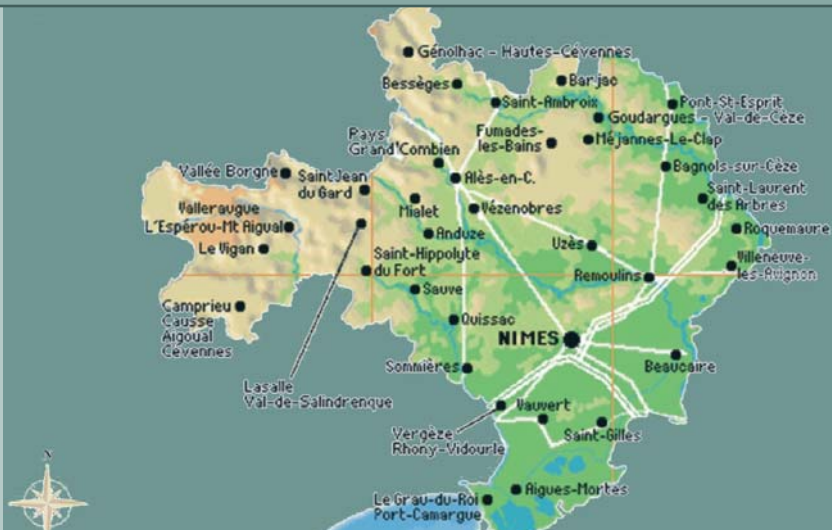 Génolhac - Hautes-Cévennes
Bessèges
Barjac
Saint-Ambroix
Pont-St-Esprit
Goudargues - Val-de-Cèze
Pays
Grand'Combien
Fumades-
les-Bains
Méjannes-Le-Clap
Vallée Borgne
Saint Jean
du Gard
Alès-en-C.
Bagnols-sur-Cèze
Saint-Laurent
des Arbres
Mialet
Vézenobres
Valleraugue
L'Espérou-Mt Aigual
Anduze
Roquemaure
Le Vigan
Saint-Hippolyte
du Fort
Uzès
Villeneuve-
les-Avignon
Remoulins
Sauve
Camprieu
Causse
Aigoual
Cévennes
Quissac
NIMES
Beaucaire
Sommières
Lasalle
Val-de-Salindrenque
Vauvert
Vergèze
Rhony-Vidourle
Saint-Gilles
Aigues-Mortes
Le Grau-du-Roi
Port-Camargue
N